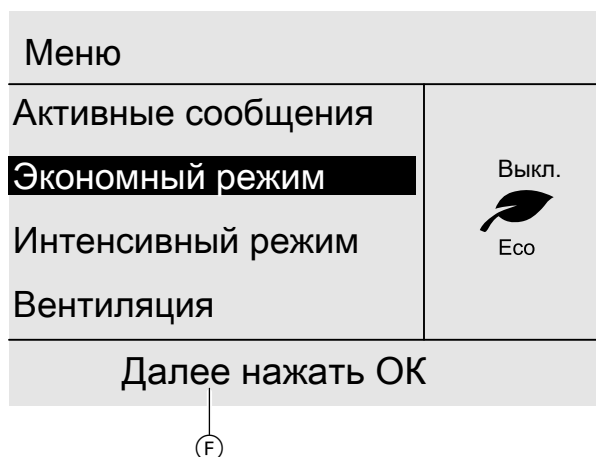 Меню
Активные сообщения
Экономный режим
Интенсивный режим
Вентиляция
Выкл.
Eco
Далее нажать ОК
F